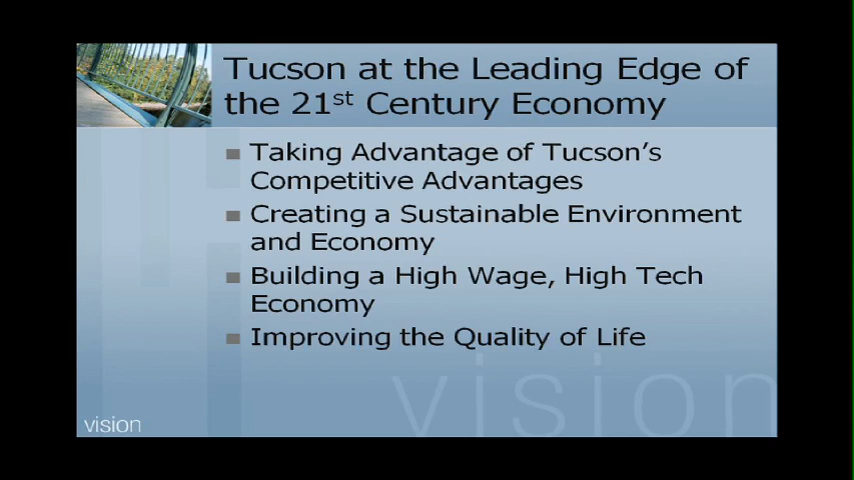 Tucson at the Leading Edge of
the 21st Century Economy
Taking Advantage of Tucson's
Competitive Advantages
Creating a Sustainable Environment
and Economy
Building a High Wage, High Tech
Economy
Improving the Quality of Life
vision
vision